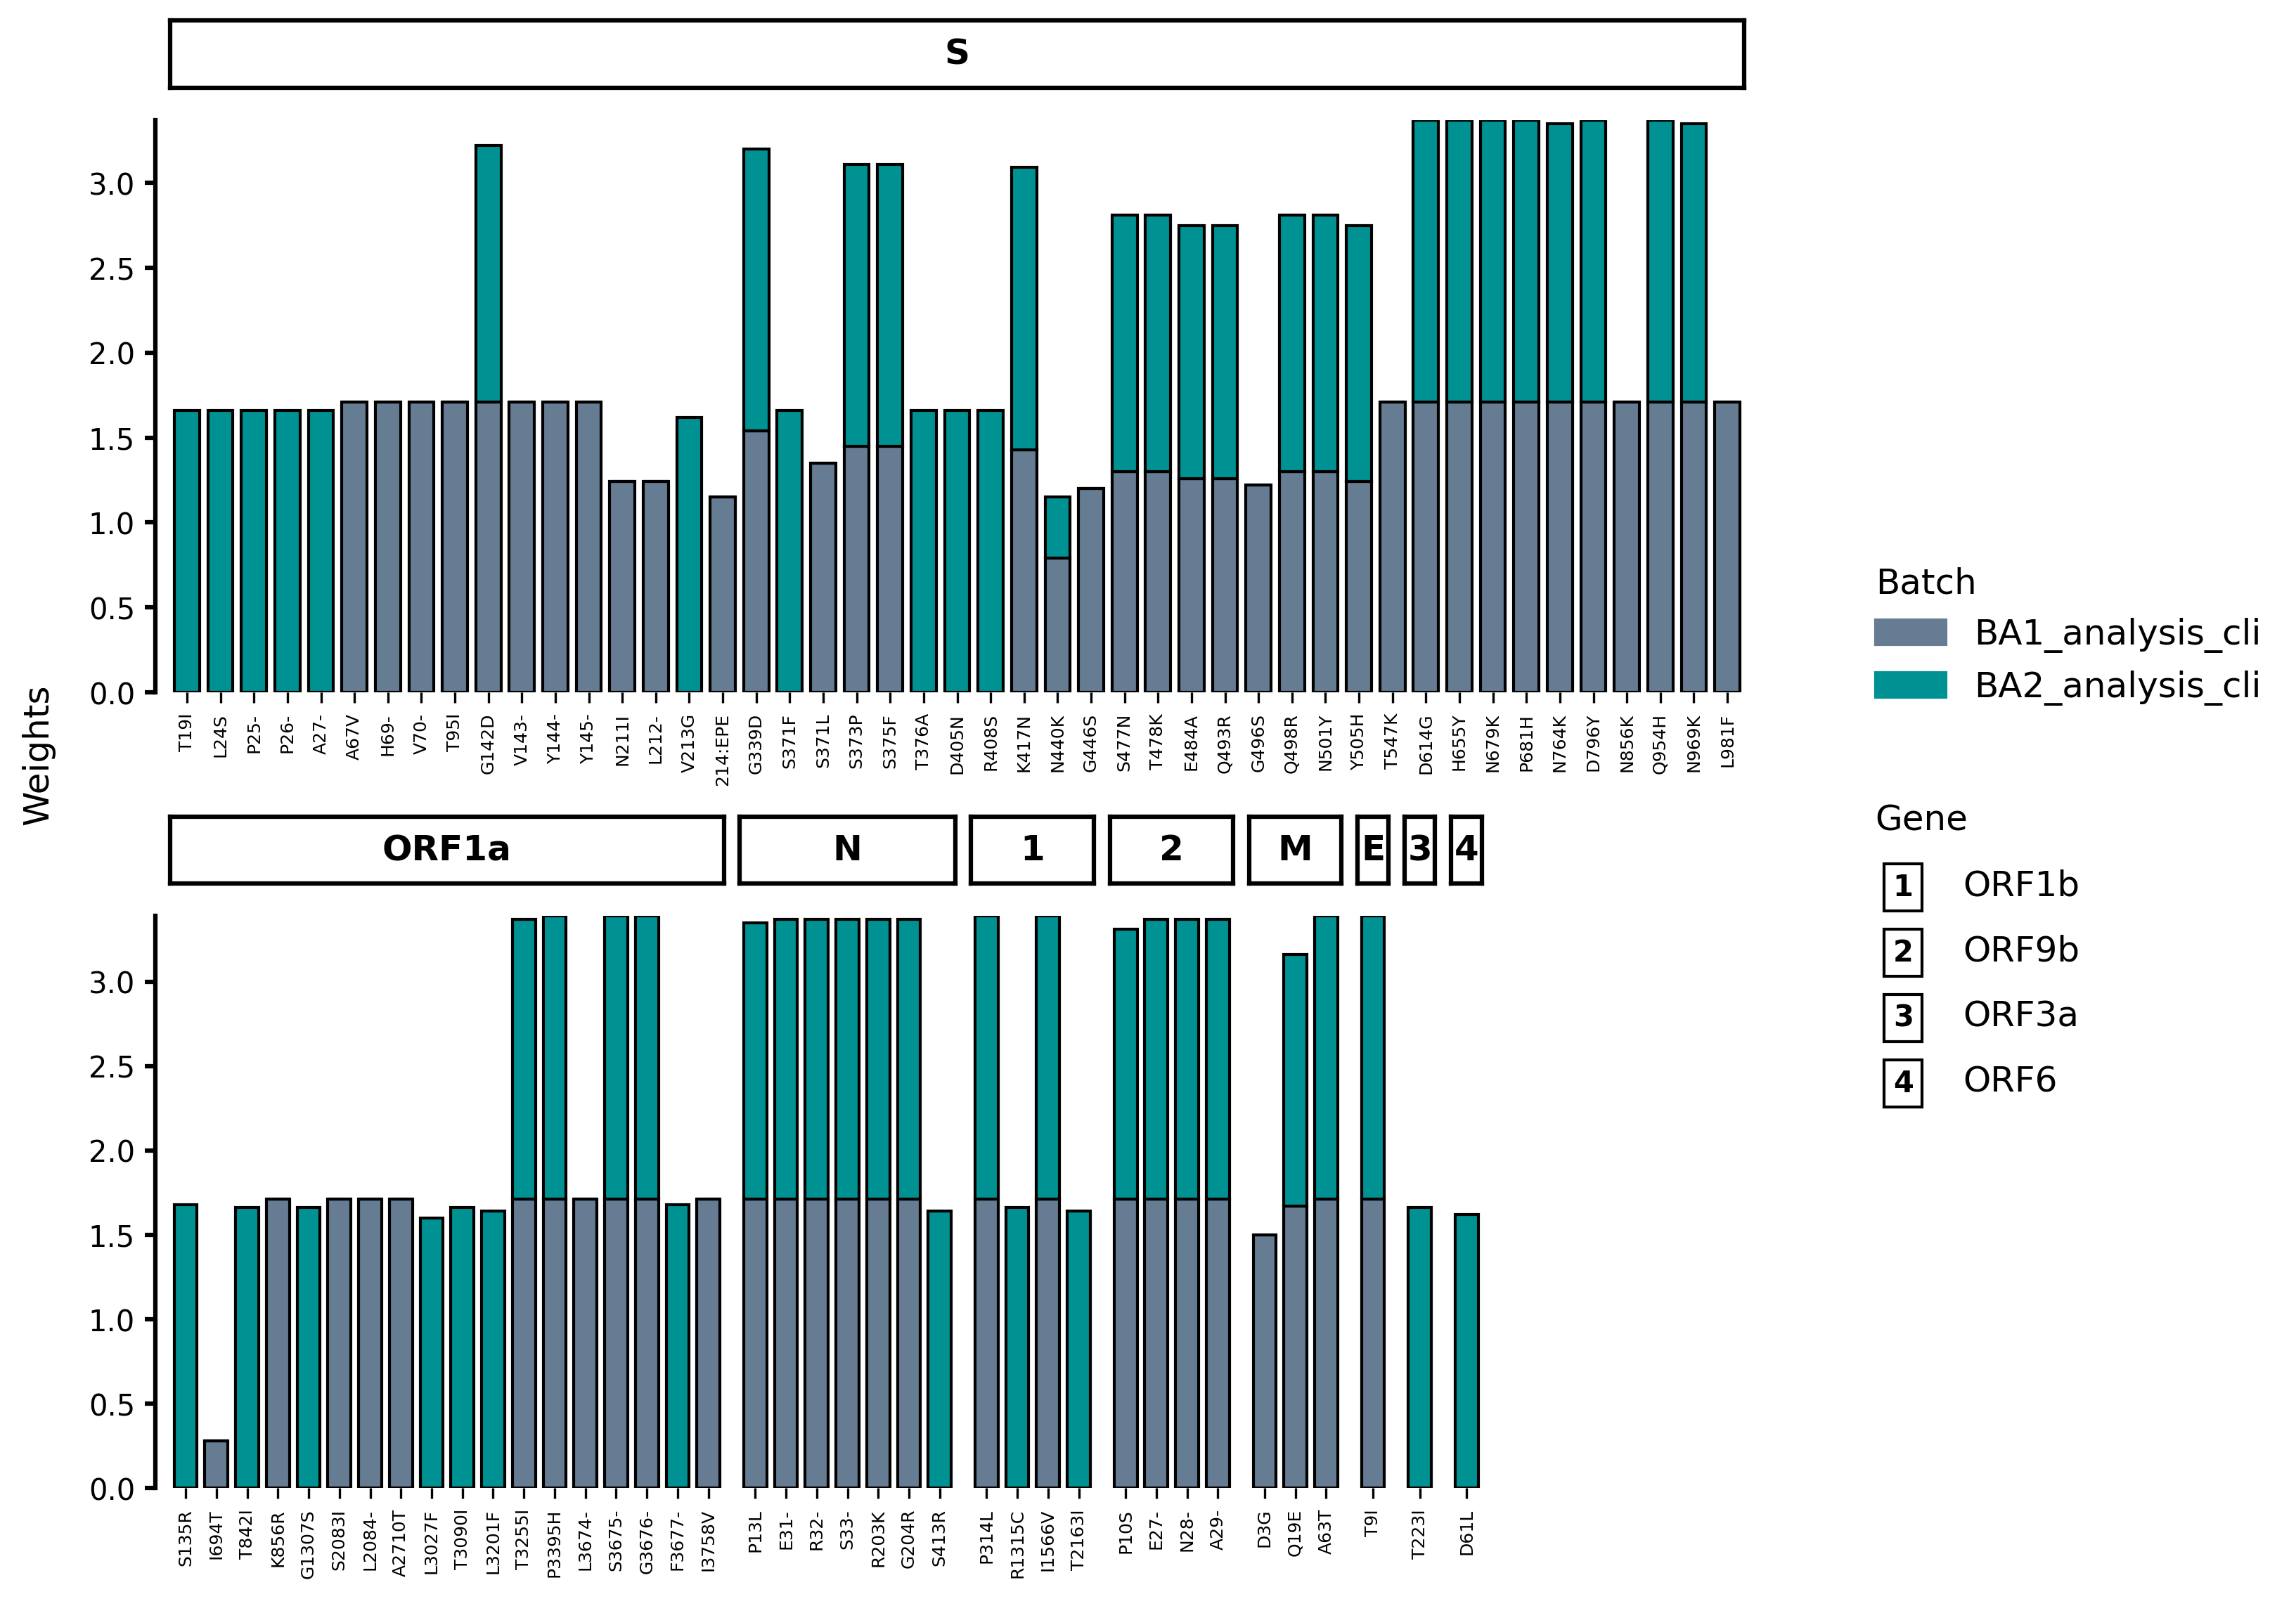 S
3.0
2.5
2.0
1.5
1.0
0.5
0.0
T19I L24S P25- P26- A27- A67V H69- V70- T95I G142D V143- Y144- Y145- N211I L212- V213G 214:EPE G339D S371F S371L S373P S375F T376A D405N R408S K417N N440K G446S S477N T478K E484A Q493R G496S Q498R N501Y Y505H T547K D614G H655Y N679K P681H N764K D796Y N856K Q954H N969K L981F
Weights
ORF1a N 1 2 M E 3 4
3.0
2.5
2.0
1.5
1.0
0.5
0.0
S135R I694T T842I K856R G1307S S2083I L2084- A2710T L3027F T3090I L3201F T3255I P3395H L3674- S3675- G3676- F3677- I3758V P13L E31- R32- S33- R203K G204R S413R P314L R1315C I1566V T2163I P10S E27- N28- A29- D3G Q19E A63T T9I T223I D61L
Batch
BA1_analysis_cli
BA2_analysis_cli
Gene
1 ORF1b
2 ORF9b
3 ORF3a
4 ORF6